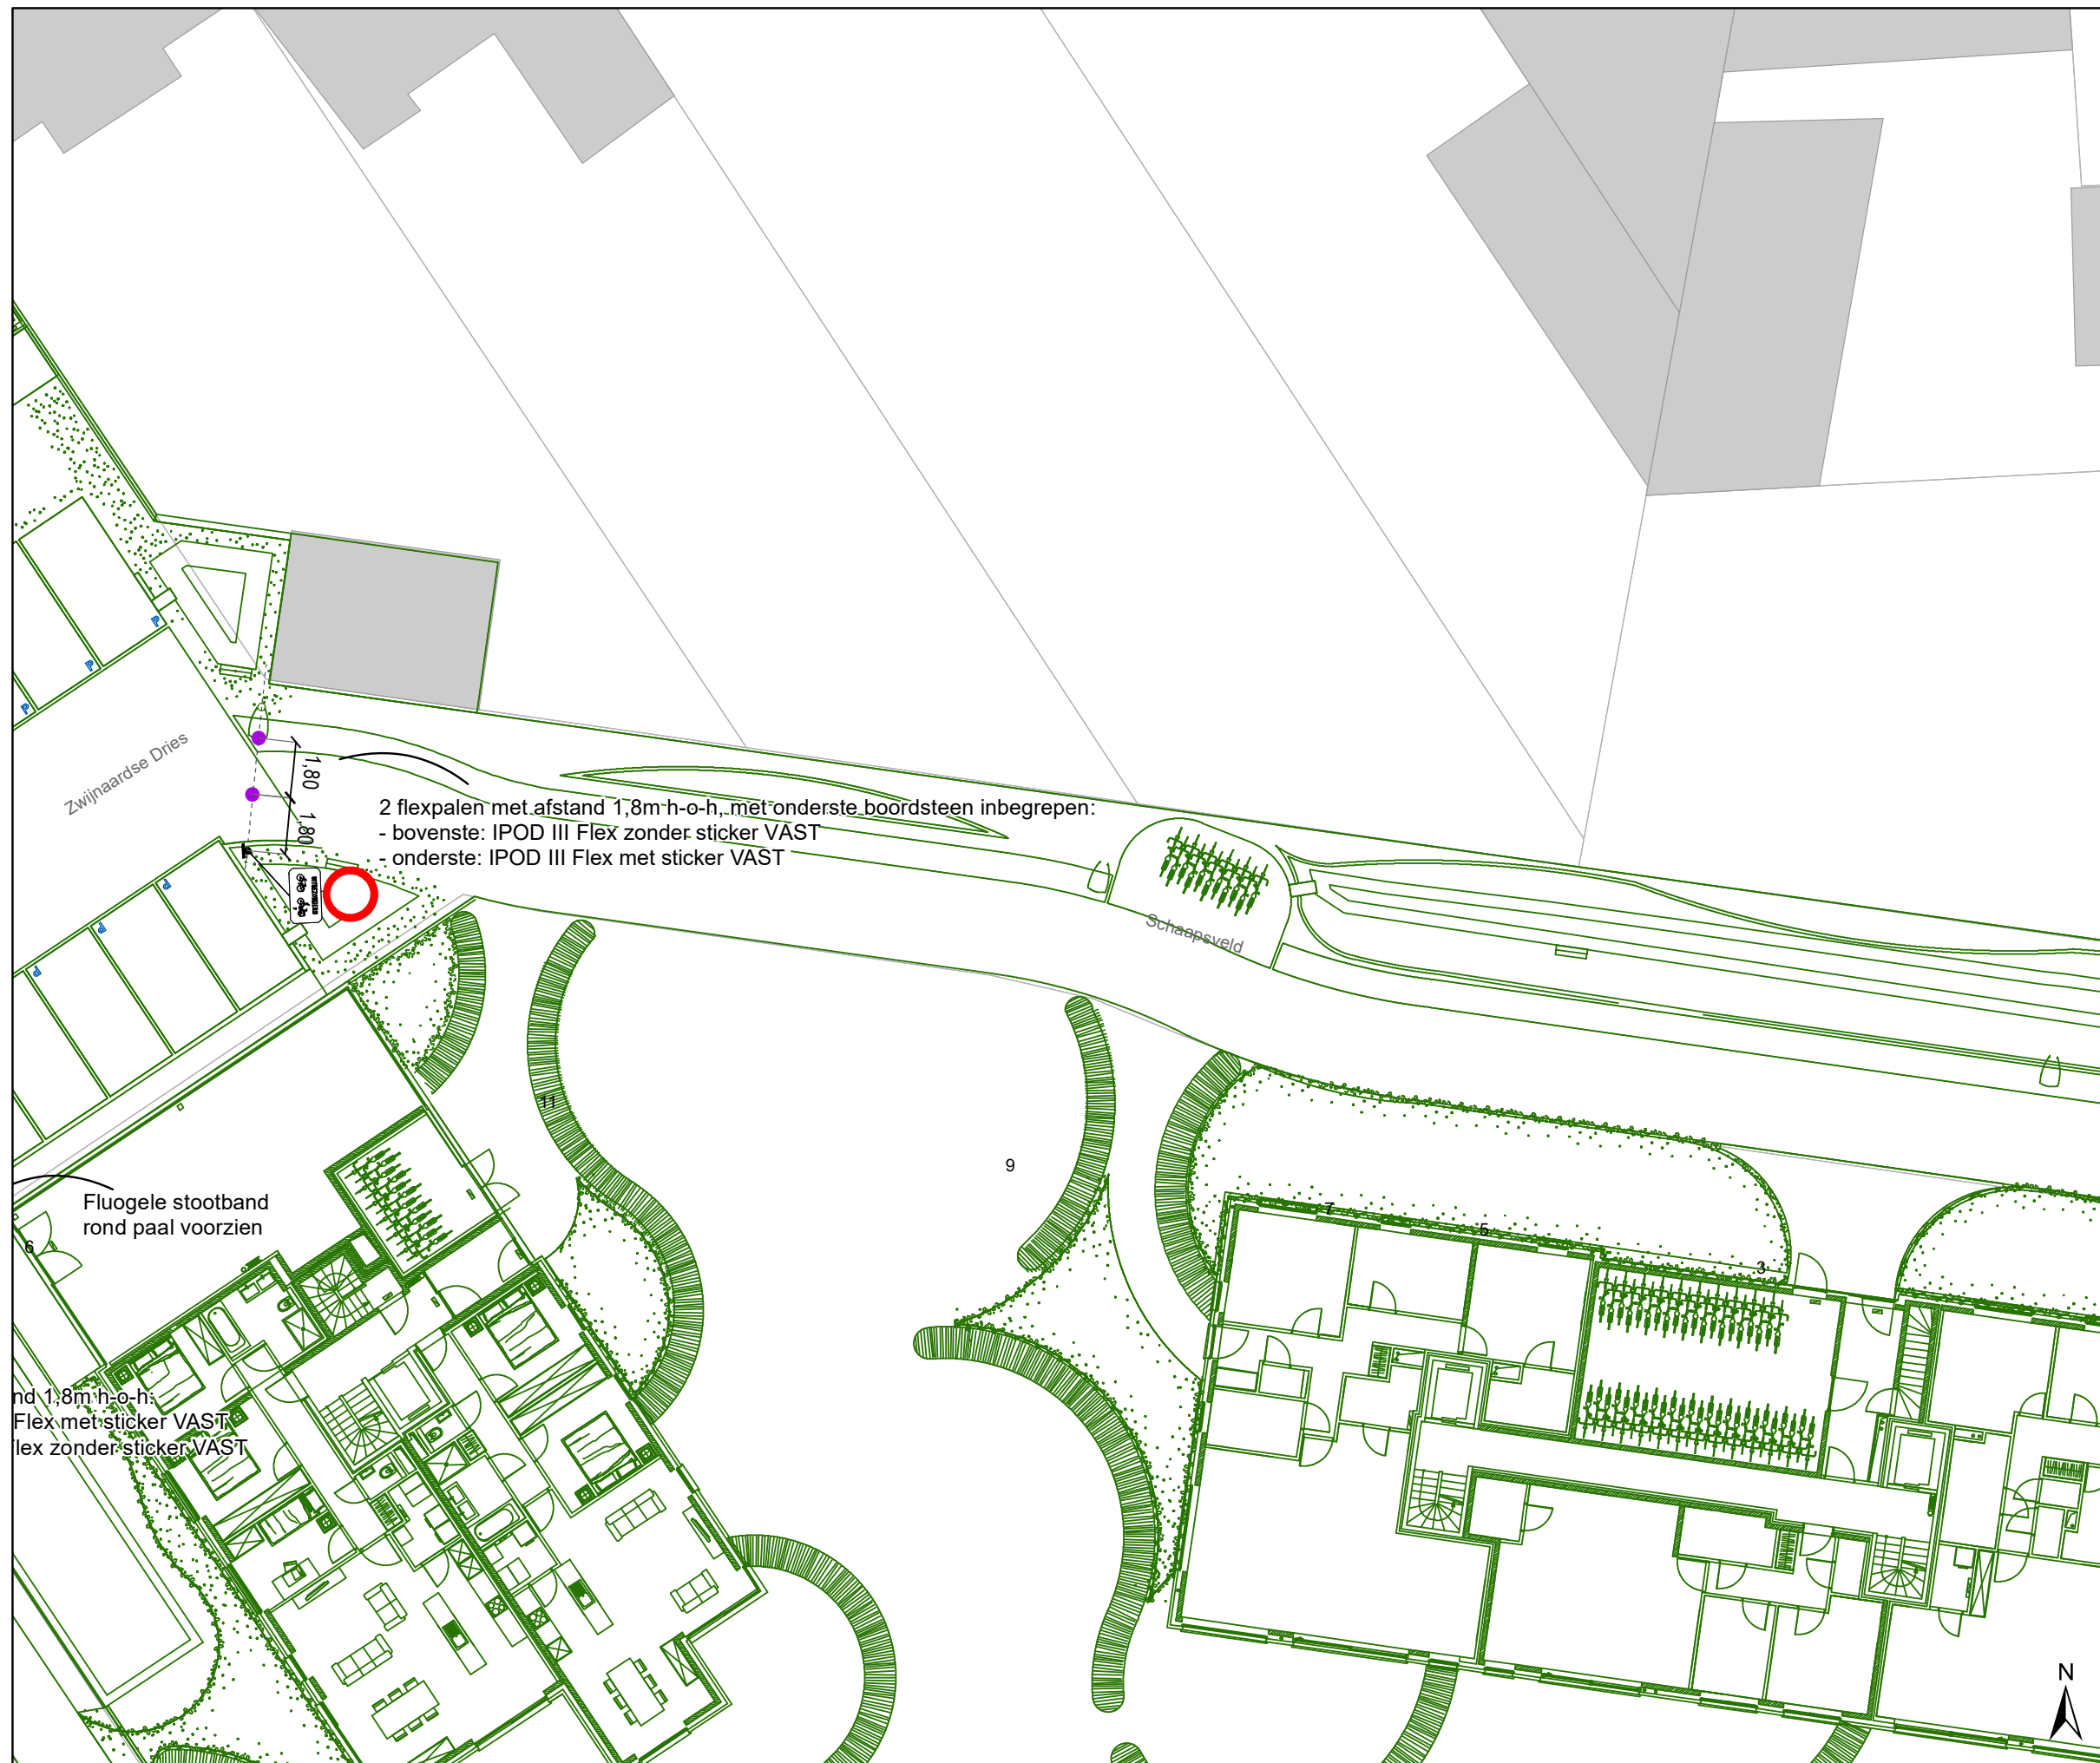 P
P
P
Zwijnaardse Dries
1,80
1,80
2 flexpalen met afstand 1,8m h-o-h, met onderste boordsteen inbegrepen:
- bovenste: IPOD III Flex zonder sticker VAST
- onderste: IPOD III Flex met sticker VAST
P
P
P
Schaapsveld
11
9
7
5
3
Fluogele stootband
rond paal voorzien
6
nd 1,8m h-o-h:
Flex met sticker VAST
lex zonder sticker VAST
N